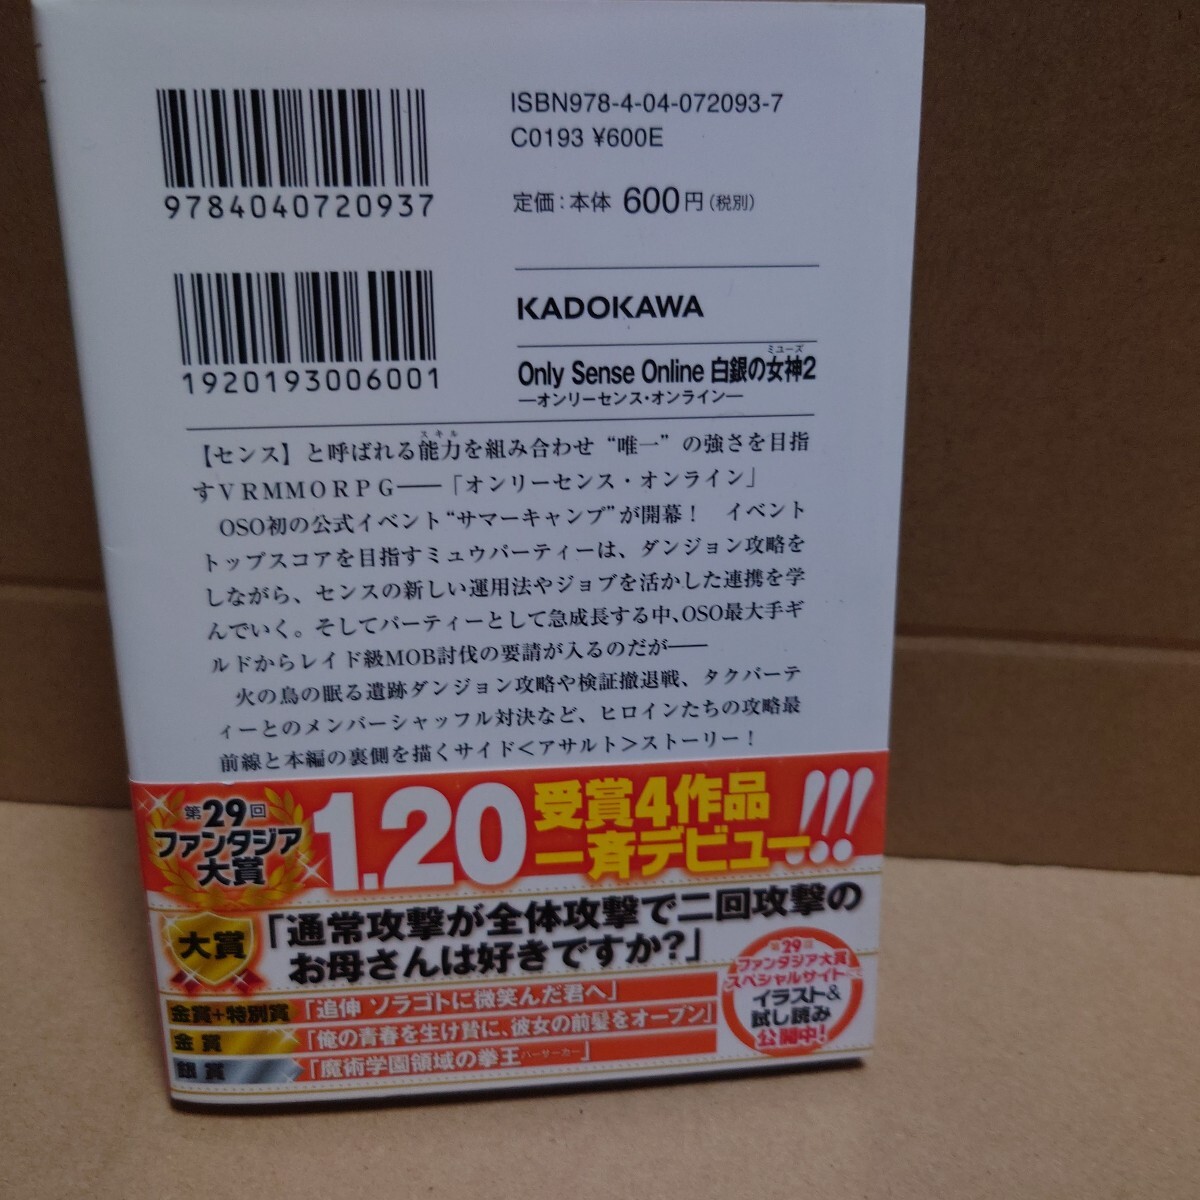 9784040720937
ISBN978-4-04-072093-7
C0193 ¥600E
定価：本体 600円（税別）
1920193006001
KADOKAWA
ミューズ
Only Sense Online 白銀の女神2
―オンリーセンス・オンライン―
スキル
【センス】と呼ばれる能力を組み合わせ“唯一”の強さを目指
すＶＲＭＭＯＲＰＧ――「オンリーセンス・オンライン」
OSO初の公式イベント“サマーキャンプ”が開幕！　イベント
トップスコアを目指すミュウパーティーは、ダンジョン攻略を
しながら、センスの新しい運用法やジョブを活かした連携を学
んでいく。そしてパーティーとして急成長する中、OSO最大手ギ
ルドからレイド級MOB討伐の要請が入るのだが――
火の鳥の眠る遺跡ダンジョン攻略や検証撤退戦、タクパーテ
ィーとのメンバーシャッフル対決など、ヒロインたちの攻略最
前線と本編の裏側を描くサイド＜アサルト＞ストーリー！
第29回
ファンタジア
大賞
1.20
受賞4作品
一斉デビュー!!!
大賞
「通常攻撃が全体攻撃で二回攻撃の
お母さんは好きですか？」
金賞+特別賞
「追伸 ソラゴトに微笑んだ君へ」
金賞
「俺の青春を生け贄に、彼女の前髪をオープン」
銀賞
「魔術学園領域の拳王バーサーカー」
第29回
ファンタジア大賞
スペシャルサイトにて
イラスト&
試し読み
公開中！